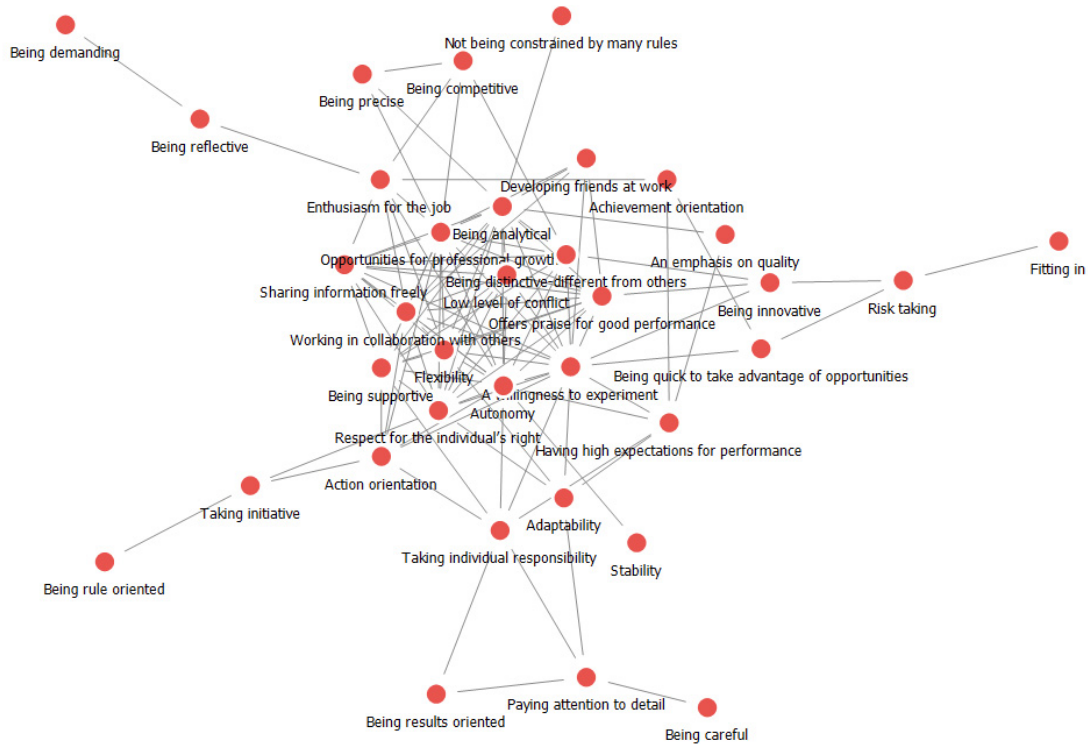 Not being constrained by many rules
Being demanding
Being competitive
Being precise
Being reflective
Developing friends at work
Enthusiasm for the job
Achievement orientation
Being analytical
Opportunities for professional growth
An emphasis on quality
Fitting in
Being distinctive-different from others
Sharing information freely
Low level of conflict
Being innovative
Risk taking
Offers praise for good performance
Working in collaboration with others
Flexibility
Being quick to take advantage of opportunities
Being supportive
A willingness to experiment
Autonomy
Respect for the individual's right
Having high expectations for performance
Action orientation
Taking initiative
Adaptability
Taking individual responsibility
Stability
Being rule oriented
Paying attention to detail
Being results oriented
Being careful